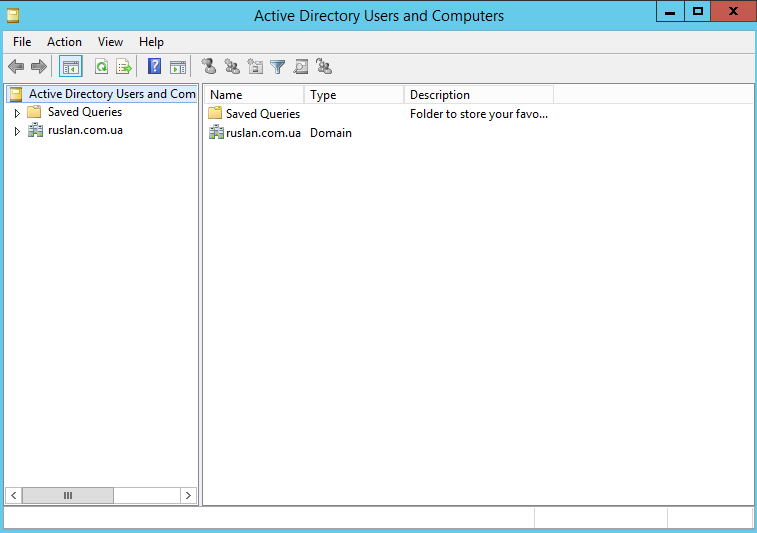 Active Directory Users and Computers
File Action View Help
Active Directory Users and Com
Saved Queries
ruslan.com.ua
Name Type Description
Saved Queries Folder to store your favo...
ruslan.com.ua Domain